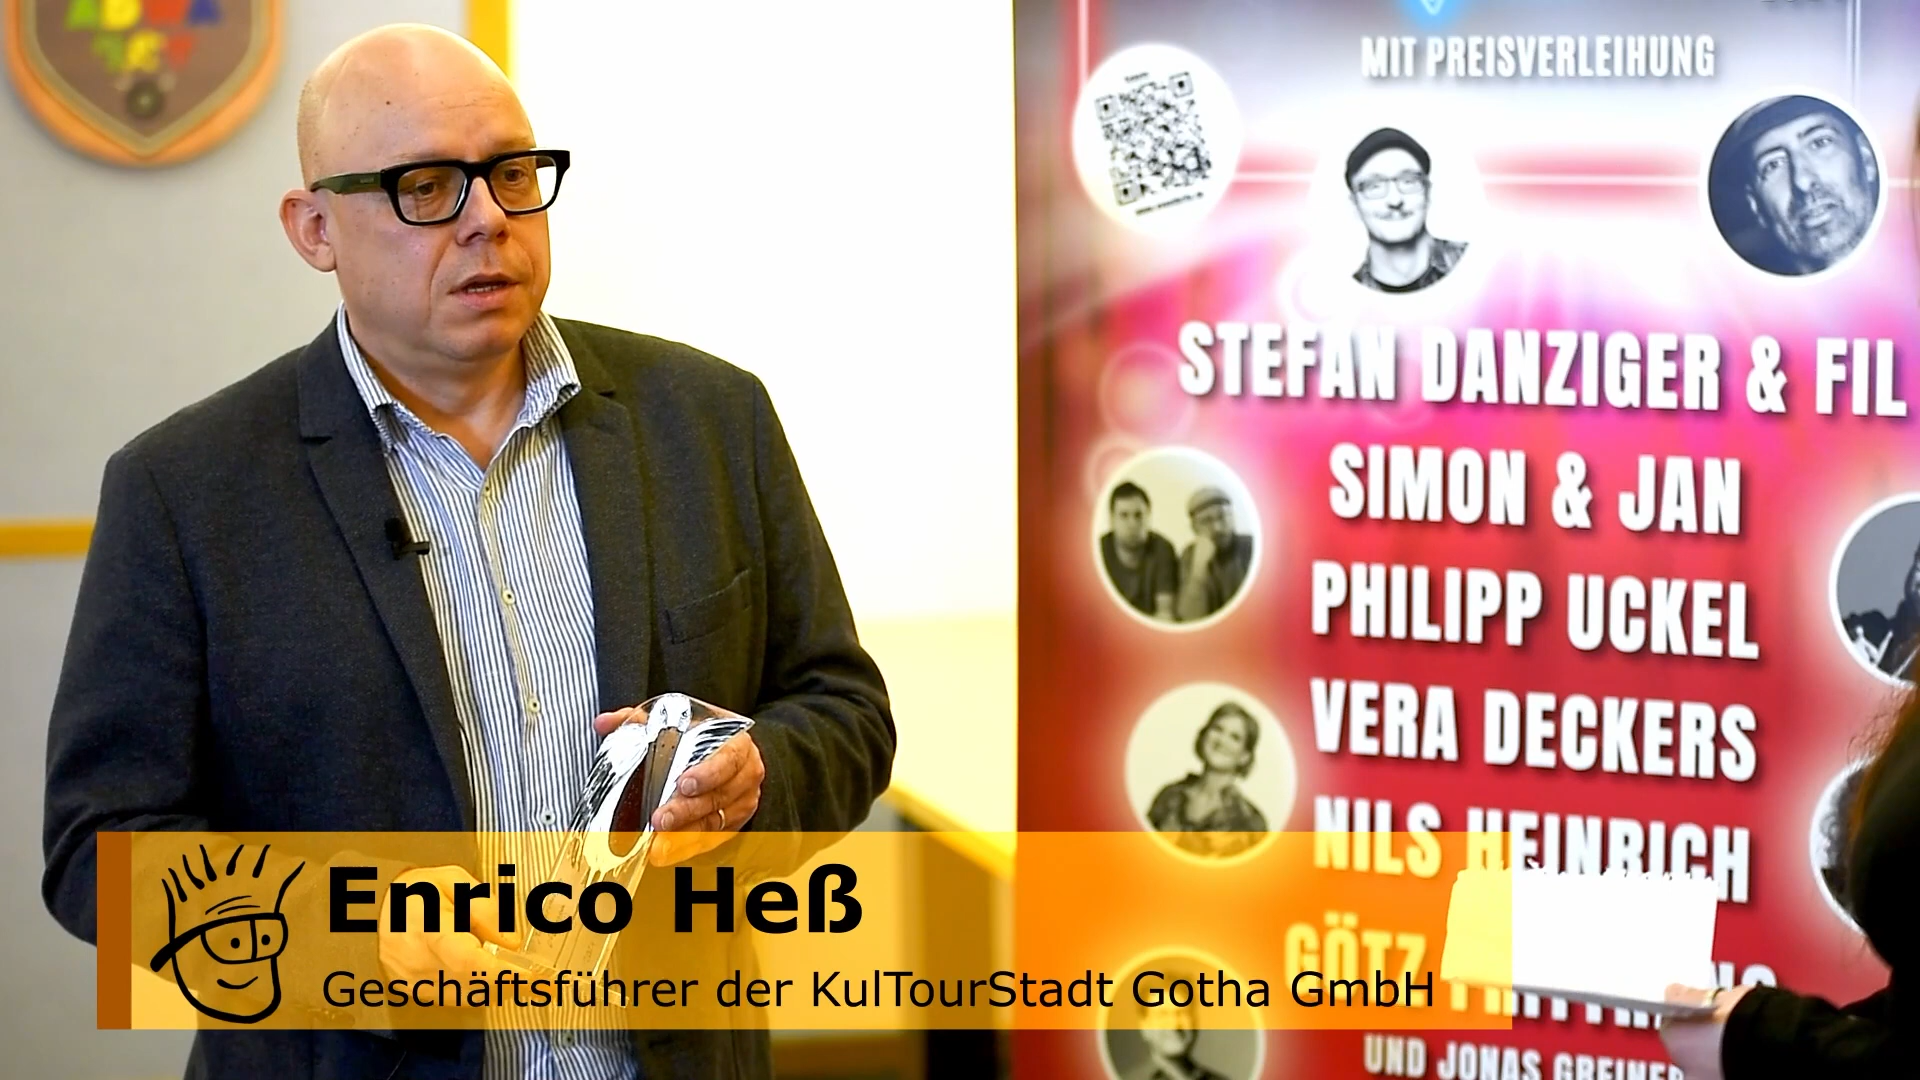 MIT PREISVERLEIHUNG
STEFAN DANZIGER & FIL
SIMON & JAN
PHILIPP UCKEL
VERA DECKERS
NILS HEINRICH
GÖTZ
UND JONAS GREINER
Enrico Heß
Geschäftsführer der KulTourStadt Gotha GmbH